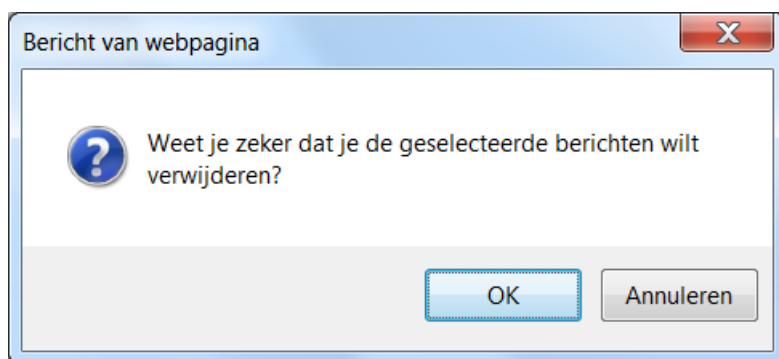 Bericht van webpagina
X
Weet je zeker dat je de geselecteerde berichten wilt
verwijderen?
OK
Annuleren